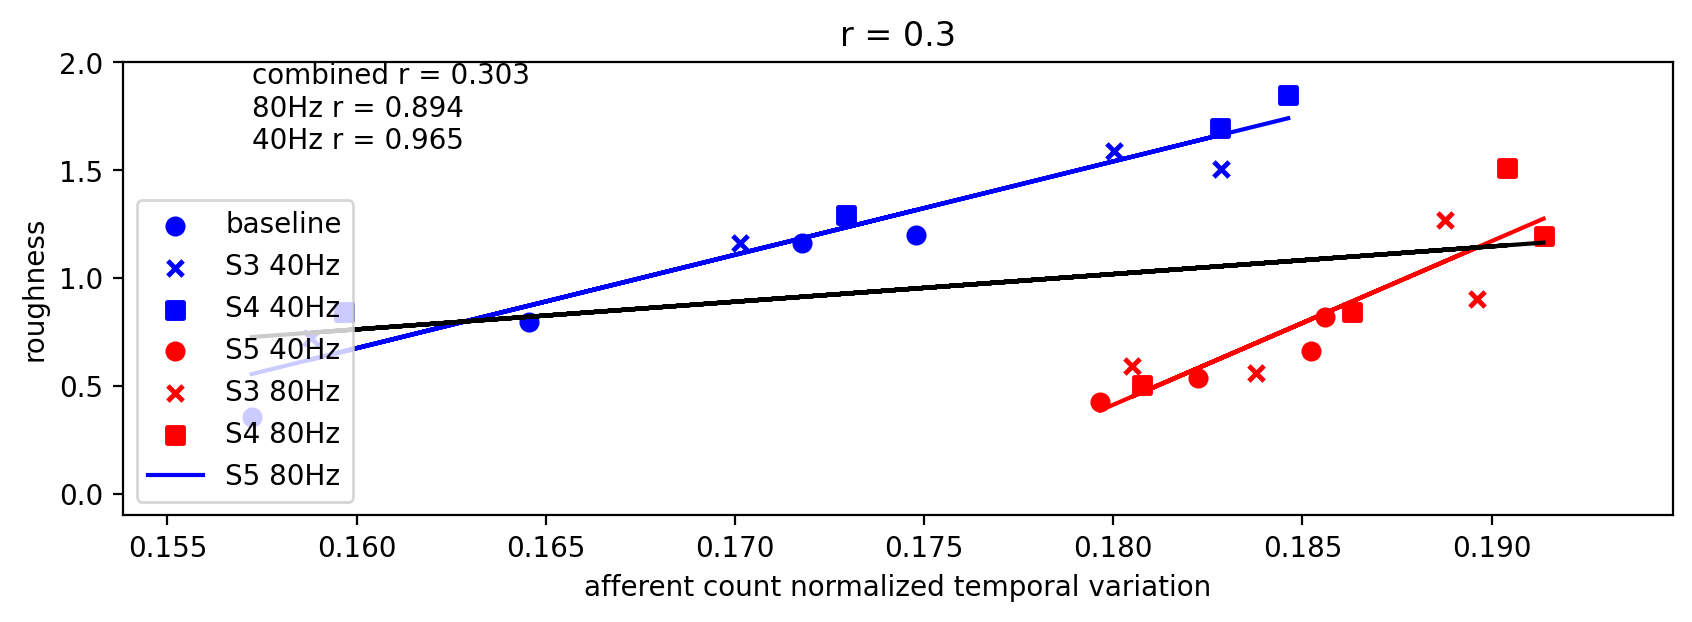 r = 0.3
combined r = 0.303
80Hz r = 0.894
40Hz r = 0.965
baseline
S3 40Hz
S4 40Hz
S5 40Hz
S3 80Hz
S4 80Hz
S5 80Hz
roughness
2.0
1.5
1.0
0.5
0.0
0.155 0.160 0.165 0.170 0.175 0.180 0.185 0.190
afferent count normalized temporal variation